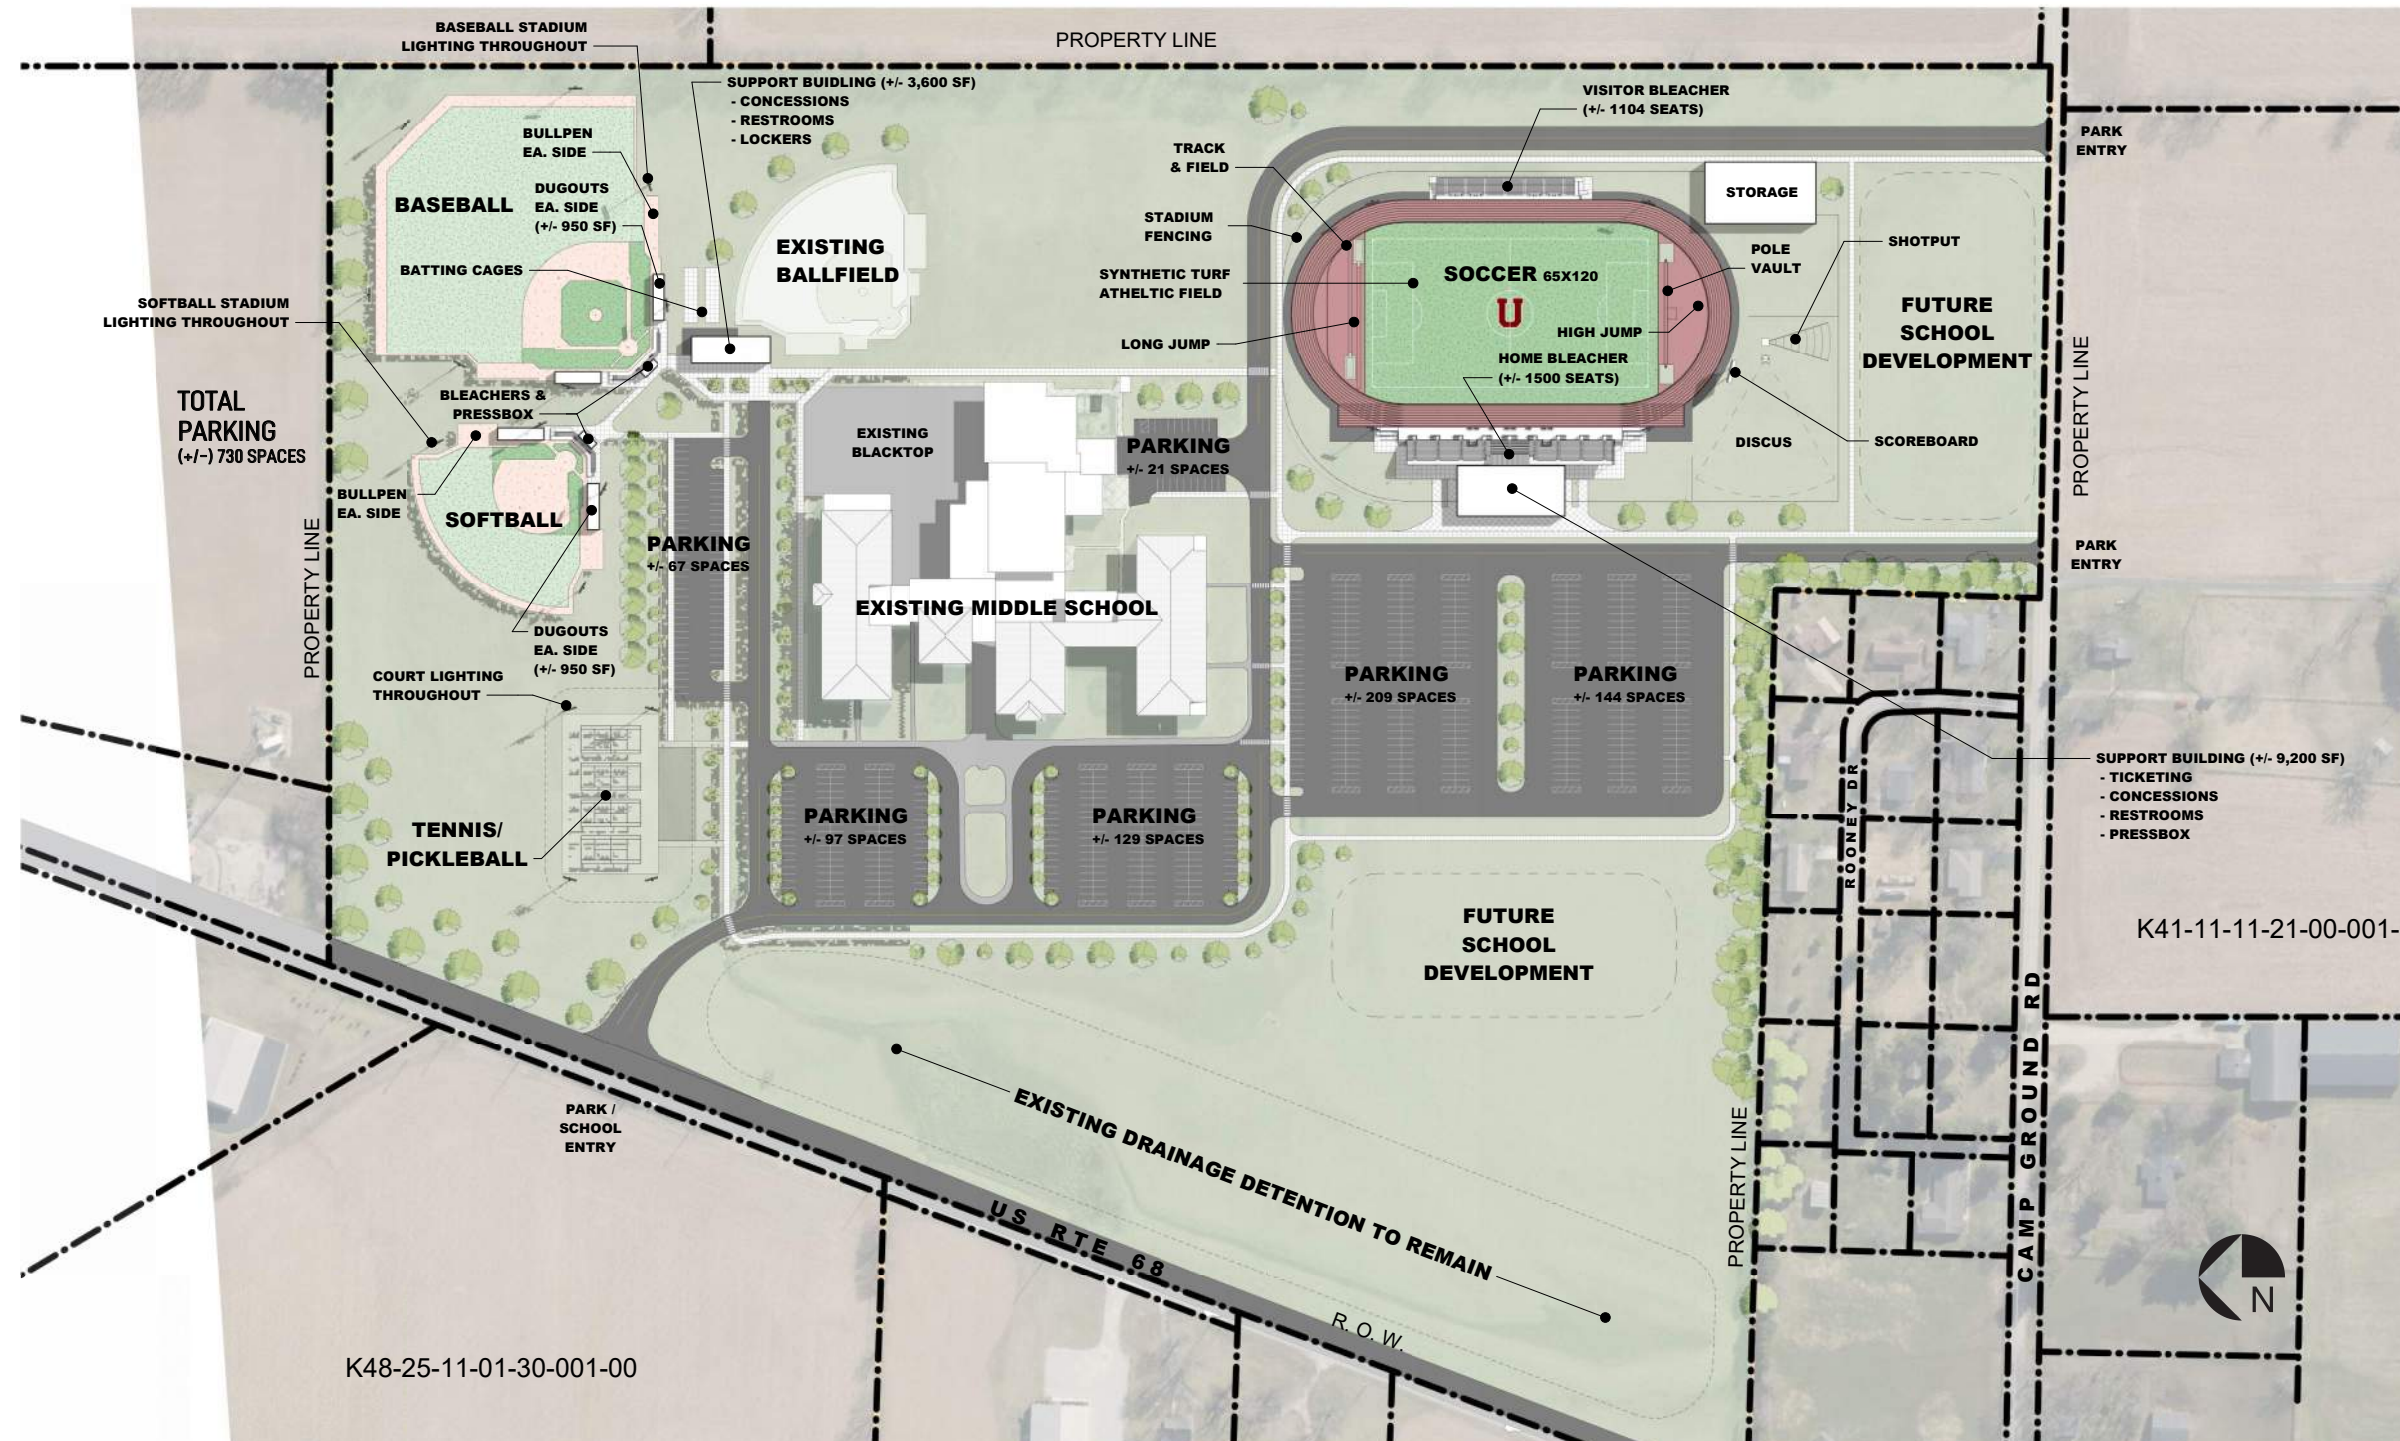 BASEBALL STADIUM
LIGHTING THROUGHOUT
PROPERTY LINE
SUPPORT BUIDLING (+/- 3,600 SF)
- CONCESSIONS
- RESTROOMS
- LOCKERS
VISITOR BLEACHER
(+/- 1104 SEATS)
PARK
ENTRY
BULLPEN
EA. SIDE
TRACK
& FIELD
BASEBALL
DUGOUTS
EA. SIDE
(+/- 950 SF)
STORAGE
STADIUM
FENCING
EXISTING
BALLFIELD
POLE
VAULT
SHOTPUT
BATTING CAGES
SYNTHETIC TURF
ATHELTIC FIELD
SOCCER 65X120
U
SOFTBALL STADIUM
LIGHTING THROUGHOUT
FUTURE
SCHOOL
DEVELOPMENT
LONG JUMP
HIGH JUMP
HOME BLEACHER
(+/- 1500 SEATS)
PROPERTY LINE
TOTAL
PARKING
(+/-) 730 SPACES
BLEACHERS &
PRESSBOX
EXISTING
BLACKTOP
PARKING
+/- 21 SPACES
DISCUS
SCOREBOARD
BULLPEN
EA. SIDE
SOFTBALL
PROPERTY LINE
PARKING
+/- 67 SPACES
PARK
ENTRY
EXISTING MIDDLE SCHOOL
DUGOUTS
EA. SIDE
(+/- 950 SF)
COURT LIGHTING
THROUGHOUT
PARKING
+/- 209 SPACES
PARKING
+/- 144 SPACES
SUPPORT BUILDING (+/- 9,200 SF)
- TICKETING
- CONCESSIONS
- RESTROOMS
- PRESSBOX
ROONEY DR
TENNIS/
PICKLEBALL
PARKING
+/- 97 SPACES
PARKING
+/- 129 SPACES
FUTURE
SCHOOL
DEVELOPMENT
K41-11-11-21-00-001-
CAMP GROUND RD
PARK /
SCHOOL
ENTRY
EXISTING DRAINAGE DETENTION TO REMAIN
PROPERTY LINE
US RTE 68
R.O.W.
N
K48-25-11-01-30-001-00